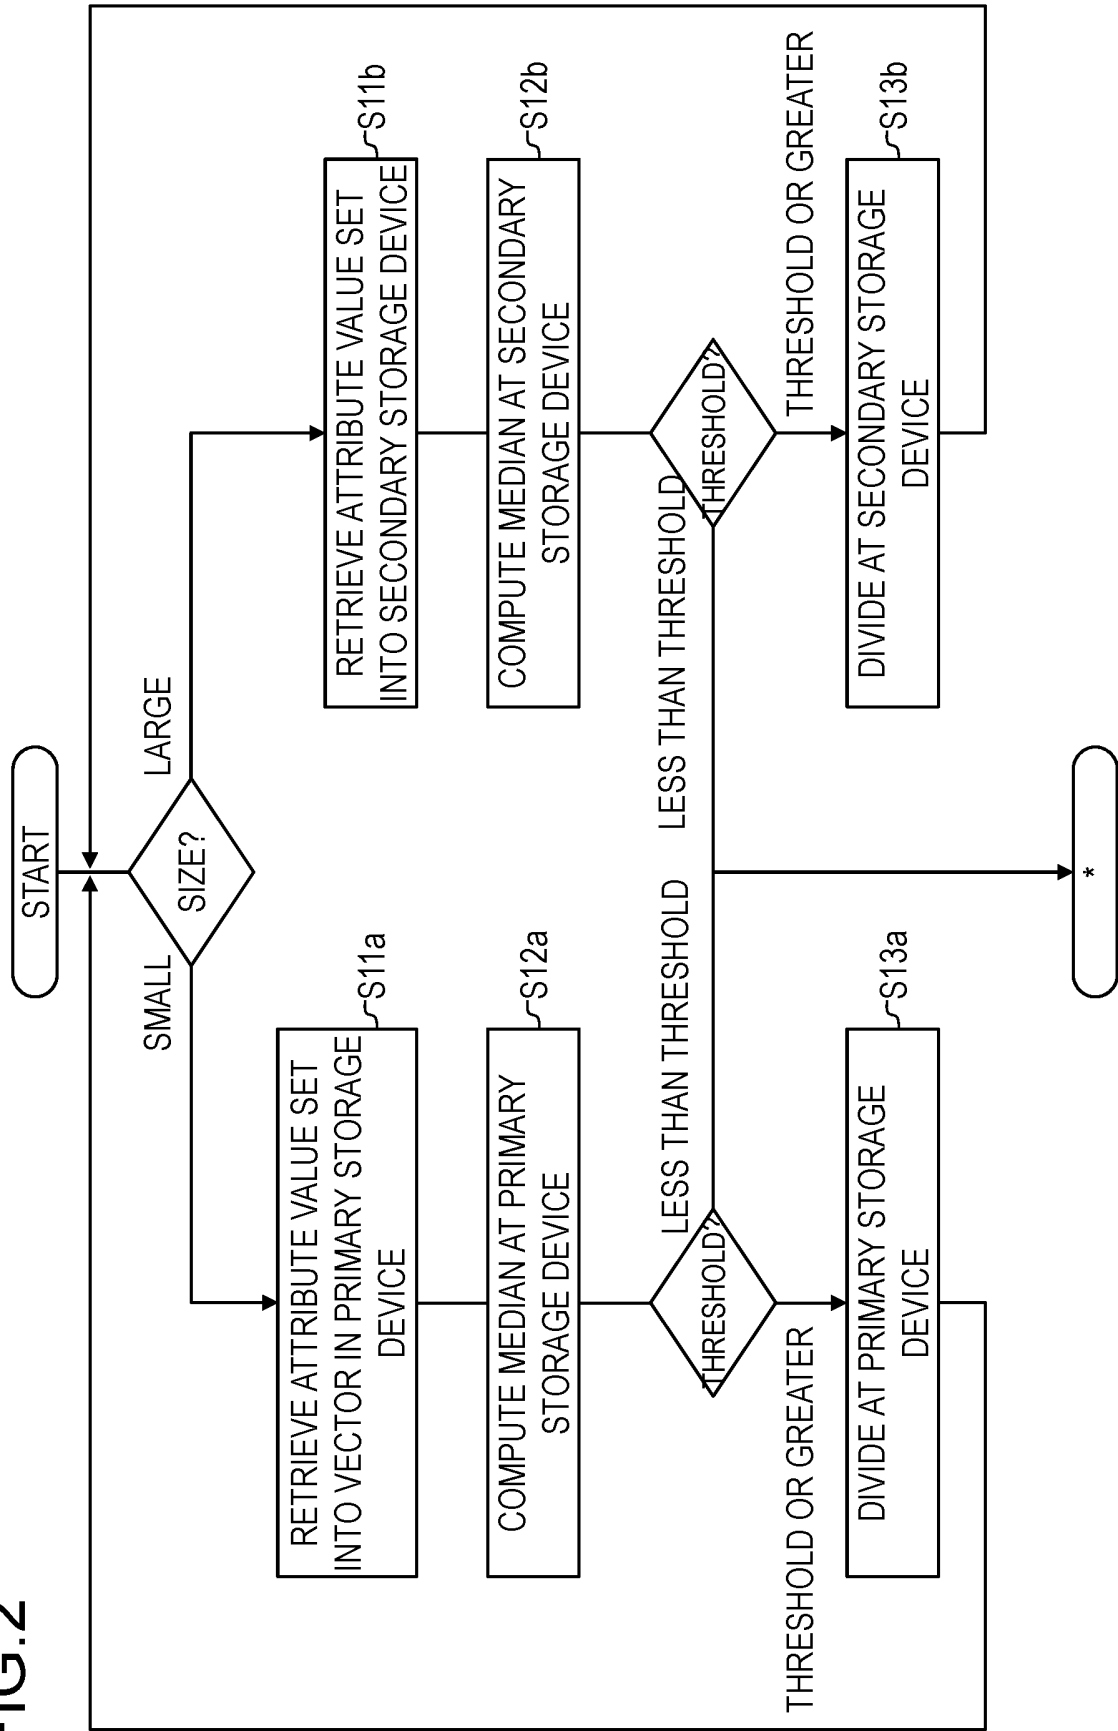 FIG.2
START
SIZE?
SMALL
LARGE
RETRIEVE ATTRIBUTE VALUE SET
INTO VECTOR IN PRIMARY STORAGE
DEVICE
S11a
RETRIEVE ATTRIBUTE VALUE SET
INTO SECONDARY STORAGE DEVICE
S11b
COMPUTE MEDIAN AT PRIMARY
STORAGE DEVICE
S12a
COMPUTE MEDIAN AT SECONDARY
STORAGE DEVICE
S12b
THRESHOLD?
LESS THAN THRESHOLD
LESS THAN THRESHOLD
THRESHOLD?
THRESHOLD OR GREATER
THRESHOLD OR GREATER
DIVIDE AT PRIMARY STORAGE
DEVICE
S13a
DIVIDE AT SECONDARY STORAGE
DEVICE
S13b
*